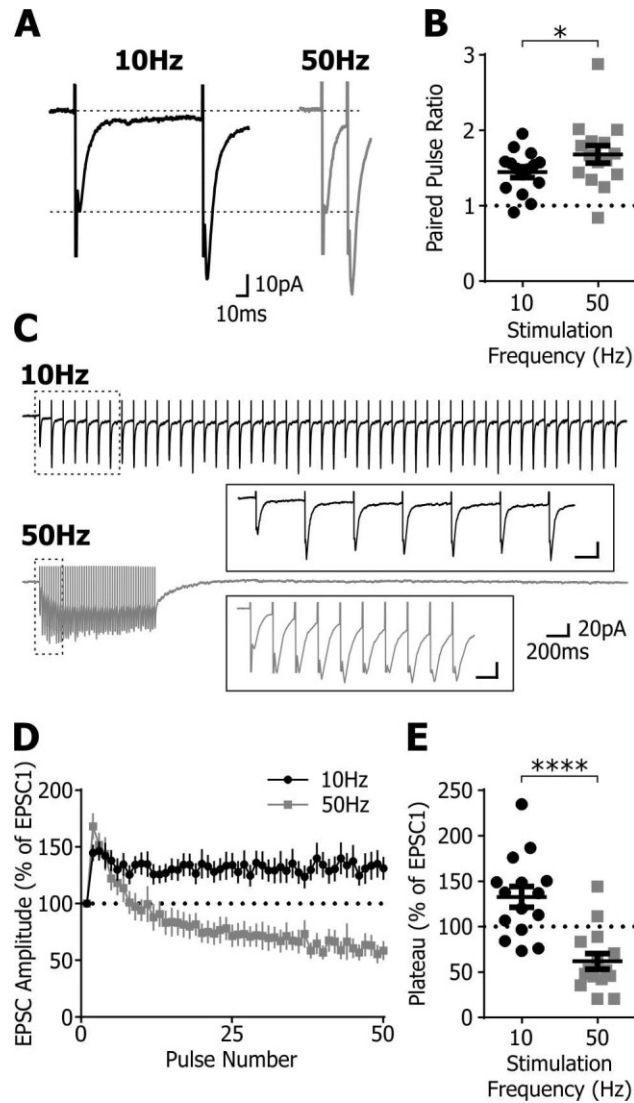 A
10Hz
50Hz
10pA
10ms
B
*
Paired Pulse Ratio
3
2
1
0
10
50
Stimulation
Frequency (Hz)
C
10Hz
50Hz
20pA
200ms
D
EPSC Amplitude (% of EPSC1)
200
150
100
50
0
10Hz
50Hz
0
25
50
Pulse Number
E
****
Plateau (% of EPSC1)
250
200
150
100
50
0
10
50
Stimulation
Frequency (Hz)